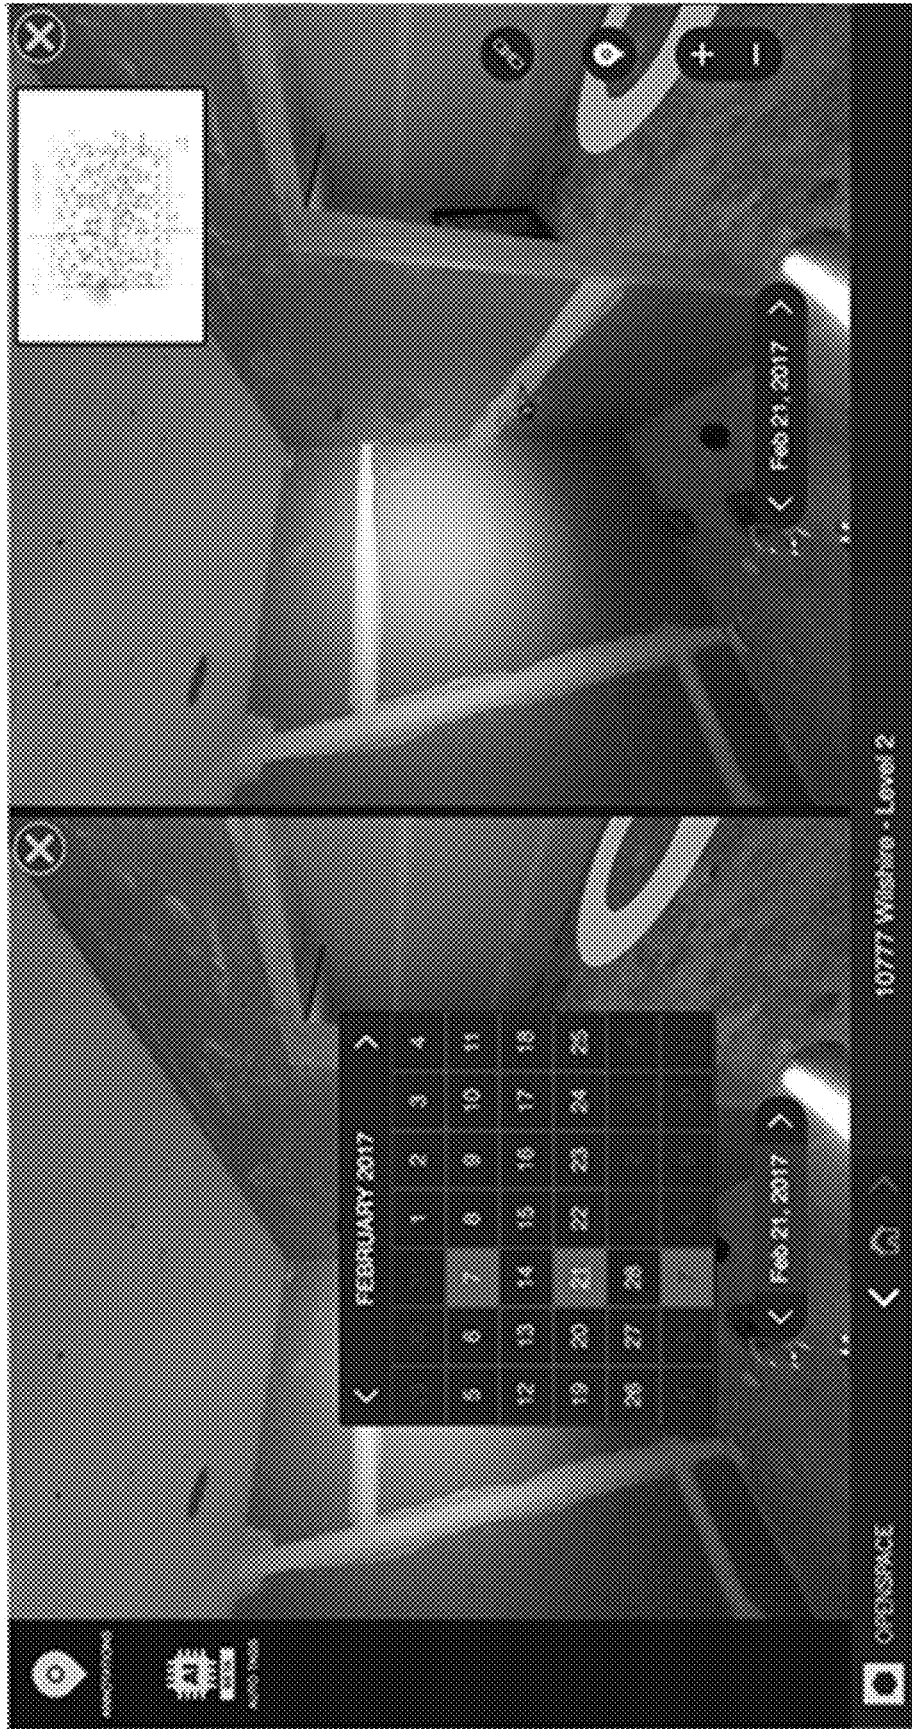 FEBRUARY 2017
1 2 3 4
5 6 7 8 9 10 11
12 13 14 15 16 17 18
19 20 21 22 23 24 25
26 27 28
Feb 21, 2017
Feb 21, 2017
AI
OPENSPACE
10777 Wilshire • Level 2